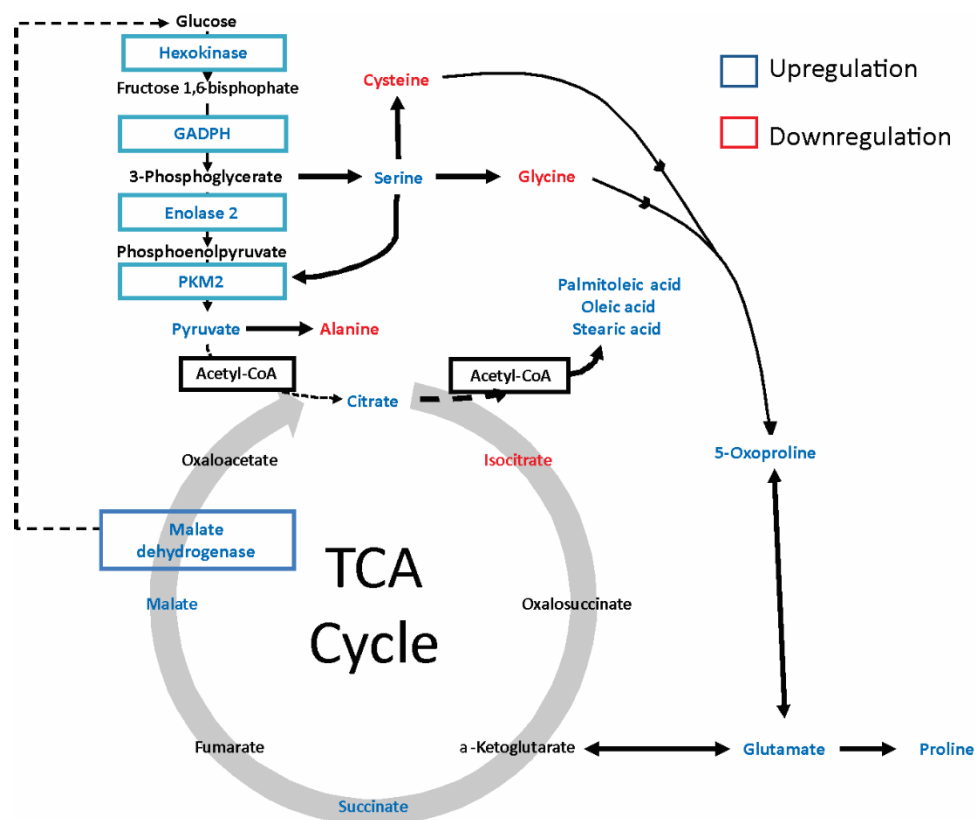 Glucose
Hexokinase
Fructose 1,6-bisphophate
GADPH
3-Phosphoglycerate
Enolase 2
Phosphoenolpyruvate
PKM2
Pyruvate
Alanine
Cysteine
Serine
Glycine
Upregulation
Downregulation
Palmitoleic acid
Oleic acid
Stearic acid
Acetyl-CoA
Citrate
Acetyl-CoA
Oxaloacetate
Isocitrate
5-Oxoproline
Malate
dehydrogenase
Malate
TCA
Cycle
Oxalosuccinate
Fumarate
a-Ketoglutarate
Glutamate
Proline
Succinate